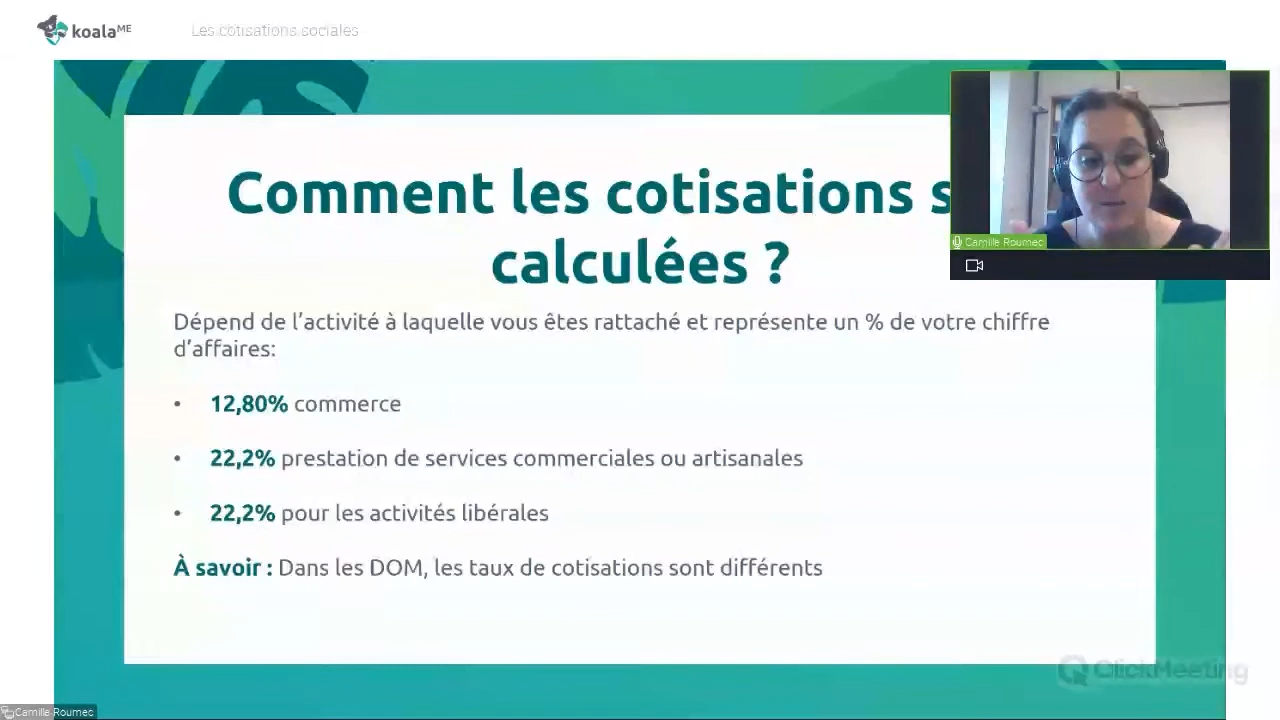 koala ME
Les cotisations sociales
Comment les cotisations s
calculées ?
Dépend de l’activité à laquelle vous êtes rattaché et représente un % de votre chiffre
d’affaires:
• 12,80% commerce
• 22,2% prestation de services commerciales ou artisanales
• 22,2% pour les activités libérales
À savoir : Dans les DOM, les taux de cotisations sont différents
Camille Roumec
ClickMeeting
Camille Roumec